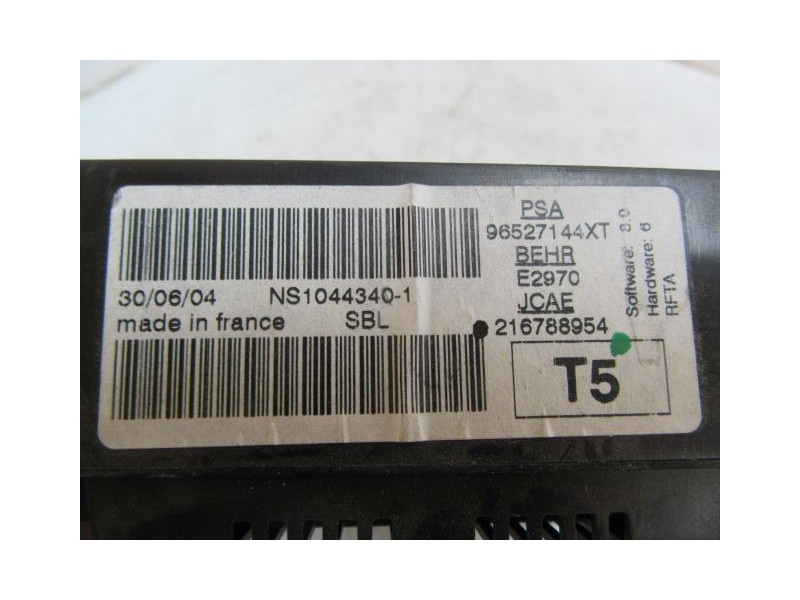 PSA
96527144XT
BEHR
E2970
JCAE
216788954
T5
30/06/04 NS1044340-1
made in france SBL
Software: 8.0
Hardware: 6
RFTA